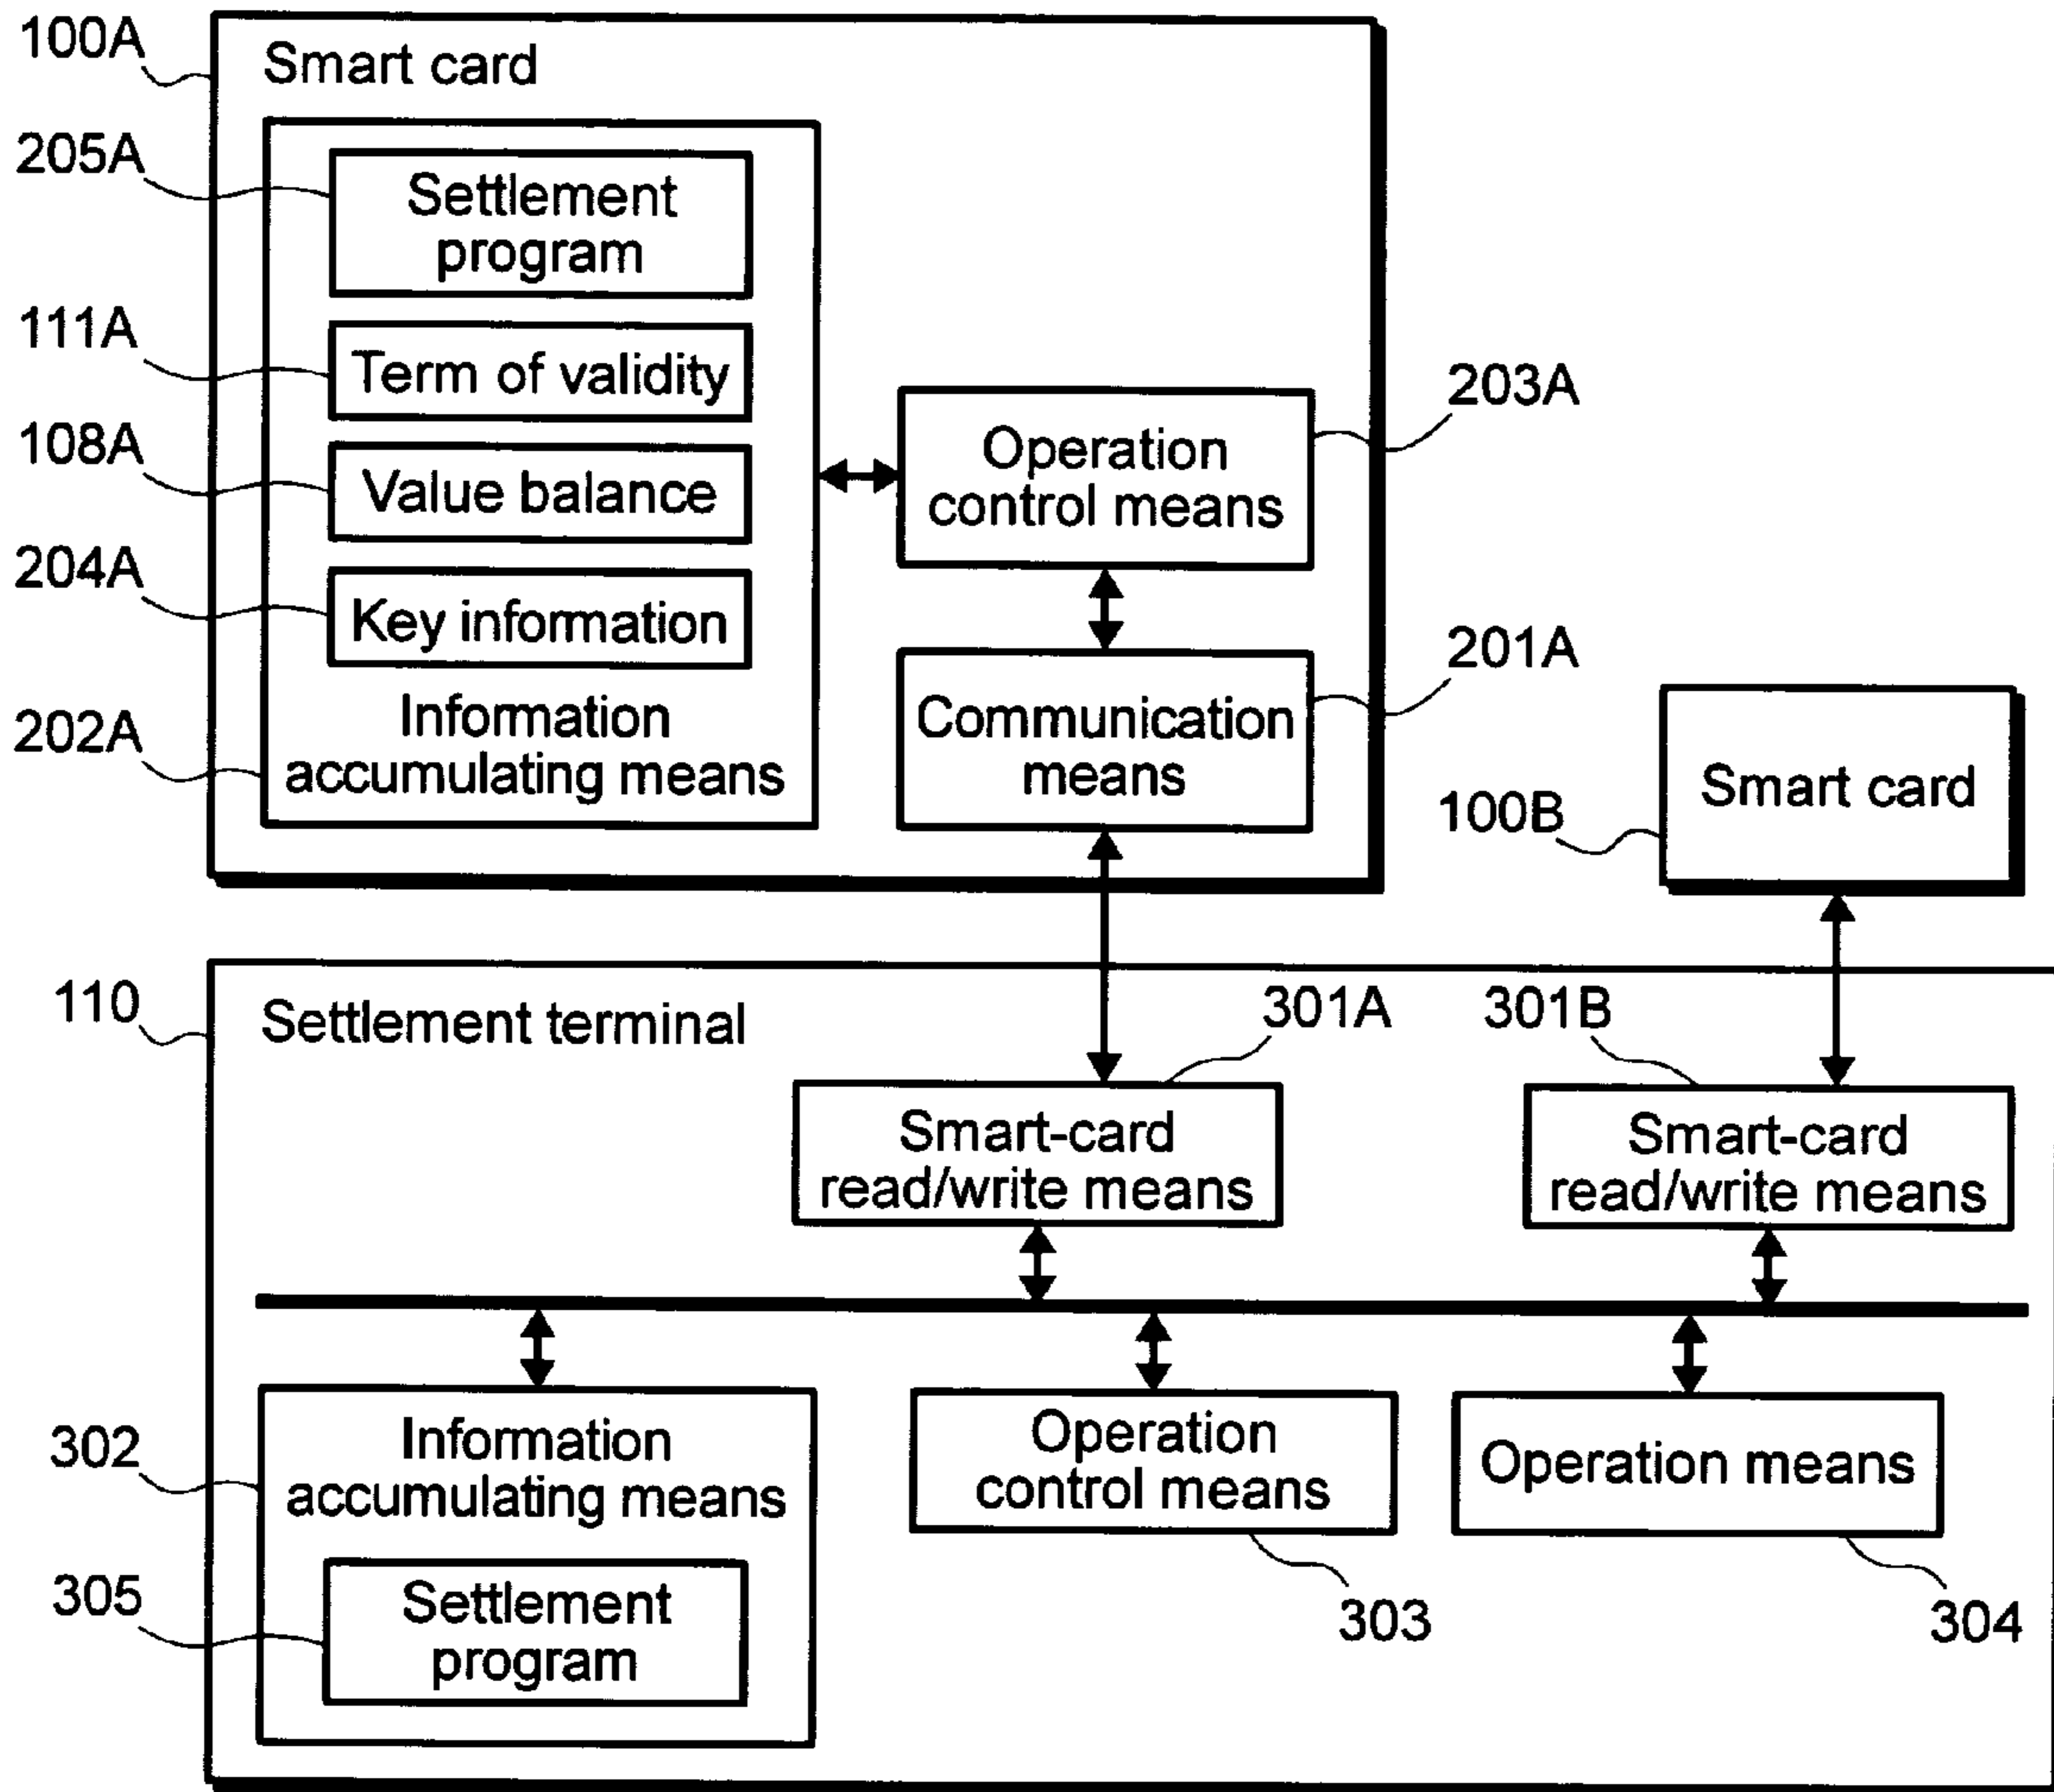 100A
Smart card
205A
Settlement
program
111A
Term of validity
108A
Value balance
204A
Key information
202A
Information
accumulating means
203A
Operation
control means
201A
Communication
means
100B
Smart card
110
Settlement terminal
301A
301B
Smart-card
read/write means
Smart-card
read/write means
302
Information
accumulating means
305
Settlement
program
Operation
control means
303
Operation means
304